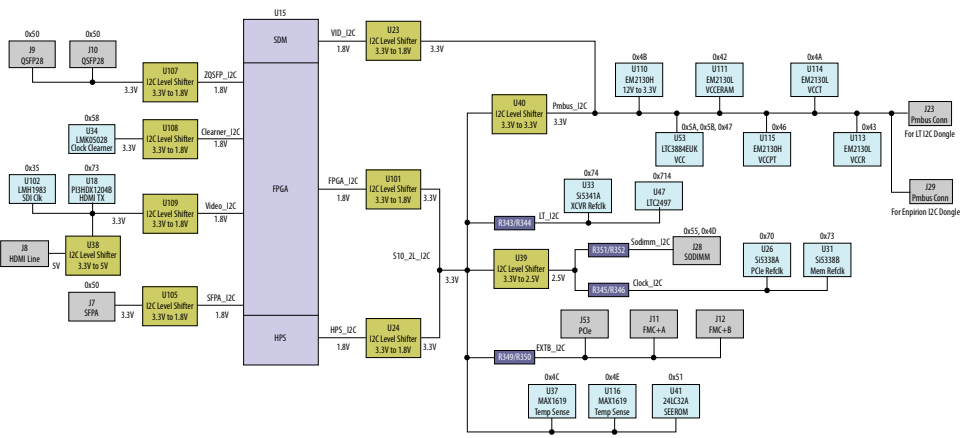 U15
SDM
FPGA
HPS
0x50
J9
QSFP28
0x50
J10
QSFP28
3.3V
U107
I2C Level Shifter
3.3V to 1.8V
ZQSFP_I2C
1.8V
0x58
U34
LMK05028
Clock Clearner
3.3V
U108
I2C Level Shifter
3.3V to 1.8V
Clearner_I2C
1.8V
0x35
U102
LMH1983
SDI Clk
0x73
U18
PI3HDX1204B
HDMI TX
3.3V
U109
I2C Level Shifter
3.3V to 1.8V
Video_I2C
1.8V
J8
HDMI Line
5V
U38
I2C Level Shifter
3.3V to 5V
0x50
J7
SFPA
3.3V
U105
I2C Level Shifter
3.3V to 1.8V
SFPA_I2C
1.8V
VID_I2C
1.8V
U23
I2C Level Shifter
3.3V to 1.8V
3.3V
FPGA_I2C
1.8V
U101
I2C Level Shifter
3.3V to 1.8V
S10_2L_I2C
3.3V
HPS_I2C
1.8V
U24
I2C Level Shifter
3.3V to 1.8V
3.3V
U40
I2C Level Shifter
3.3V to 3.3V
Pmbus_I2C
3.3V
0x4B
U110
EM2130H
12V to 3.3V
0x42
U111
EM2130L
VCCERAM
0x4A
U114
EM2130L
VCCT
J23
Pmbus Conn
For LT I2C Dongle
0x5A, 0x5B, 0x47
U53
LTC3884EUK
VCC
0x46
U115
EM2130H
VCCPT
0x43
U113
EM2130L
VCCR
J29
Pmbus Conn
For Enpirion I2C Dongle
0x74
U33
Si5341A
XCVR Refclk
0x714
U47
LTC2497
R343/R344
LT_I2C
U39
I2C Level Shifter
3.3V to 2.5V
2.5V
R351/R352
Sodimm_I2C
0x55, 0x4D
J28
SODIMM
R345/R346
Clock_I2C
0x70
U26
Si5338A
PCIe Refclk
0x73
U31
Si5338B
Mem Refclk
J53
PCIe
J11
FMC+A
J12
FMC+B
R349/R350
EXTB_I2C
0x4C
U37
MAX1619
Temp Sense
0x4E
U116
MAX1619
Temp Sense
0x51
U41
24LC32A
SEEROM